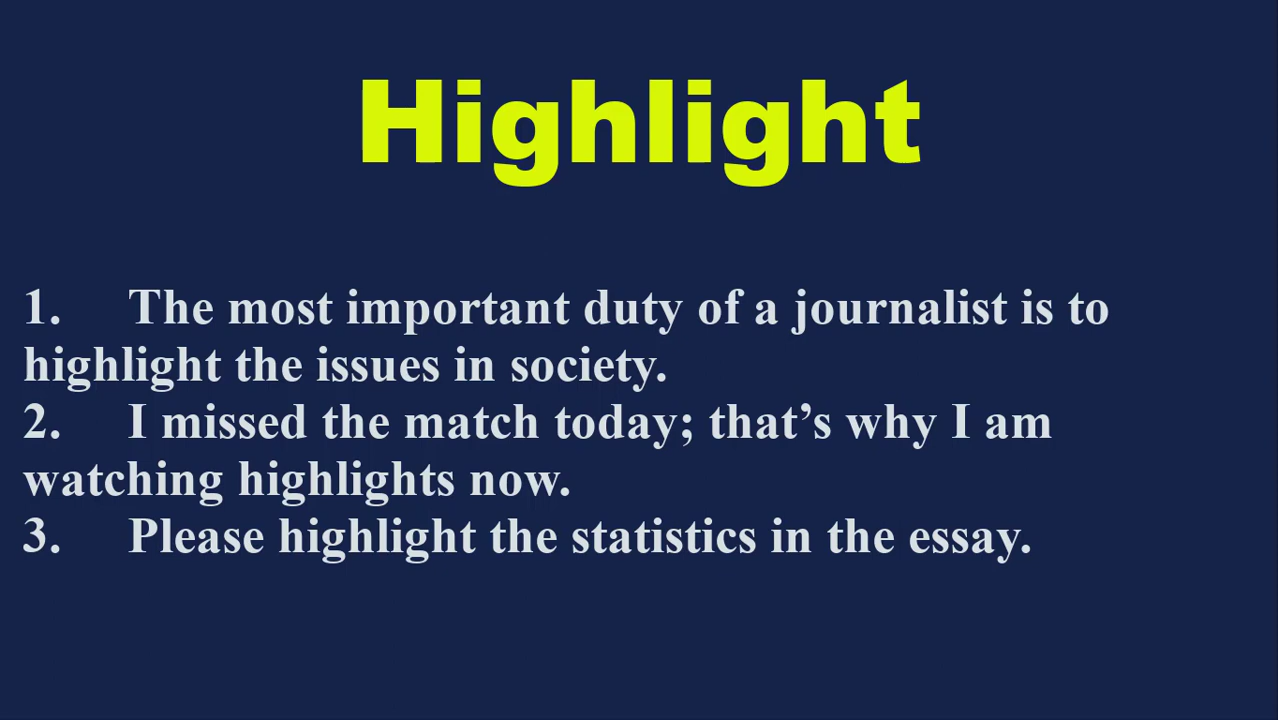 Highlight
1. The most important duty of a journalist is to
highlight the issues in society.
2. I missed the match today; that’s why I am
watching highlights now.
3. Please highlight the statistics in the essay.